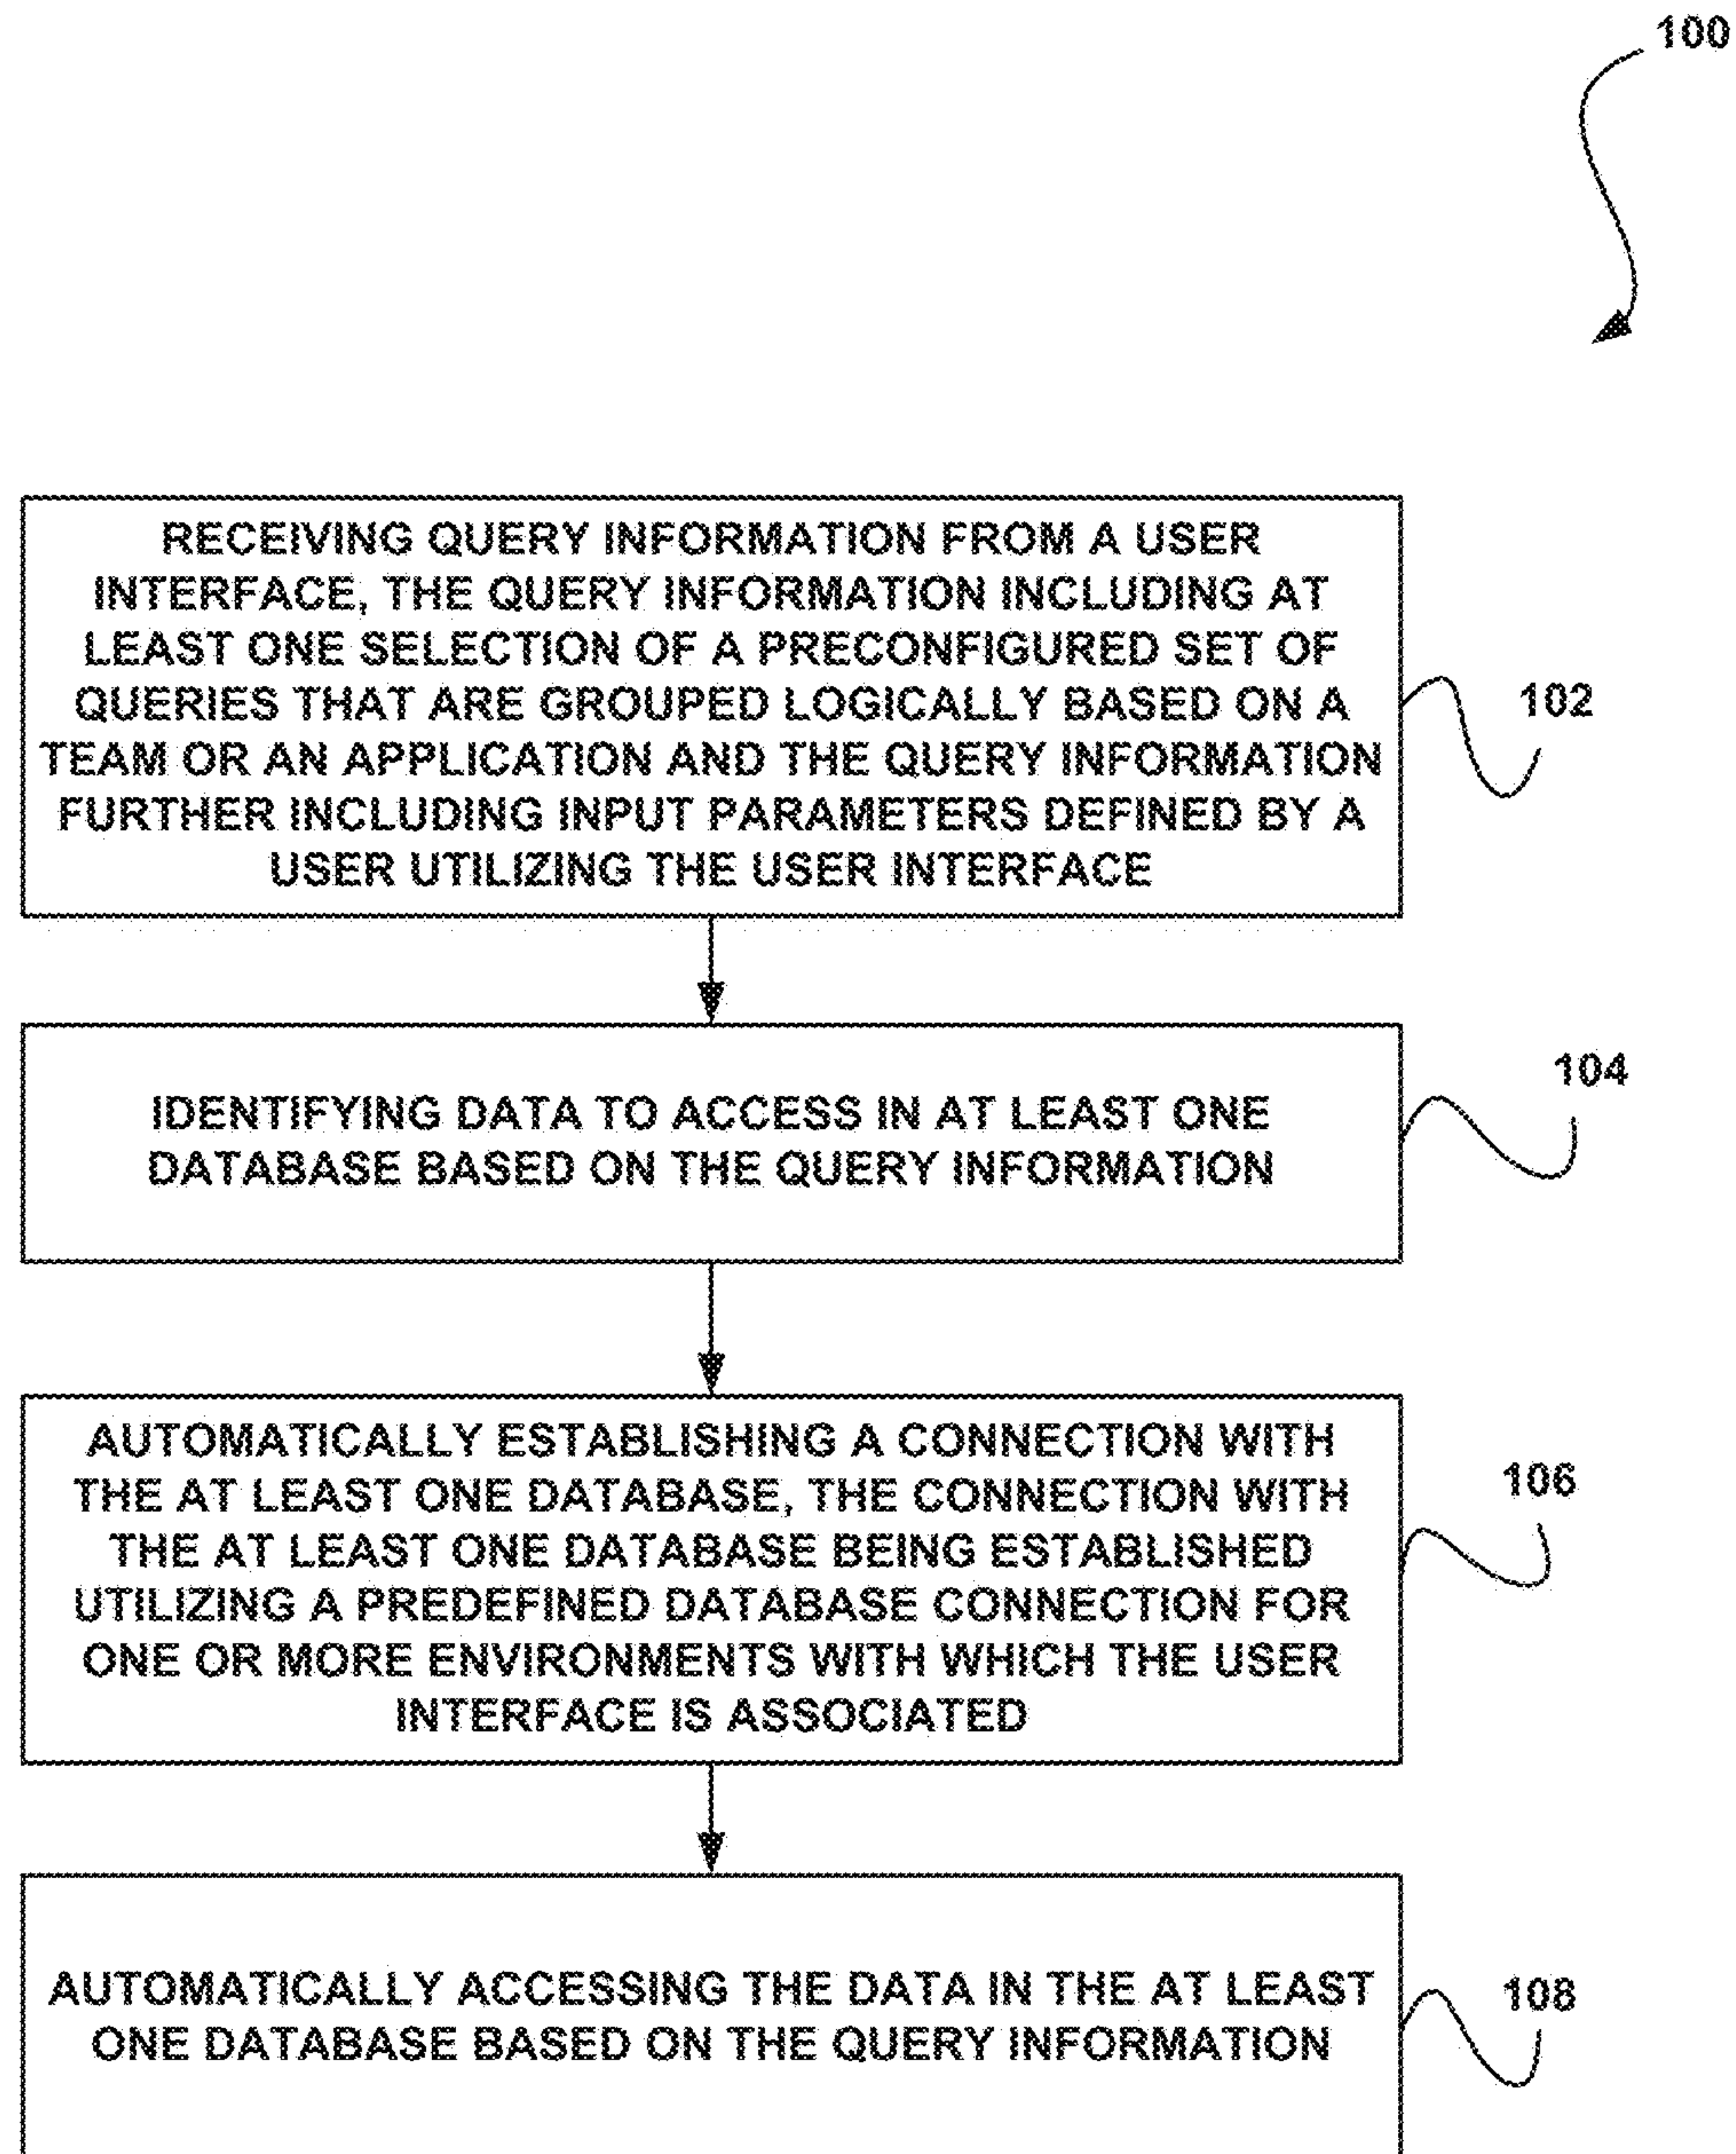 100
RECEIVING QUERY INFORMATION FROM A USER
INTERFACE, THE QUERY INFORMATION INCLUDING AT
LEAST ONE SELECTION OF A PRECONFIGURED SET OF
QUERIES THAT ARE GROUPED LOGICALLY BASED ON A
TEAM OR AN APPLICATION AND THE QUERY INFORMATION
FURTHER INCLUDING INPUT PARAMETERS DEFINED BY A
USER UTILIZING THE USER INTERFACE
102
IDENTIFYING DATA TO ACCESS IN AT LEAST ONE
DATABASE BASED ON THE QUERY INFORMATION
104
AUTOMATICALLY ESTABLISHING A CONNECTION WITH
THE AT LEAST ONE DATABASE, THE CONNECTION WITH
THE AT LEAST ONE DATABASE BEING ESTABLISHED
UTILIZING A PREDEFINED DATABASE CONNECTION FOR
ONE OR MORE ENVIRONMENTS WITH WHICH THE USER
INTERFACE IS ASSOCIATED
106
AUTOMATICALLY ACCESSING THE DATA IN THE AT LEAST
ONE DATABASE BASED ON THE QUERY INFORMATION
108